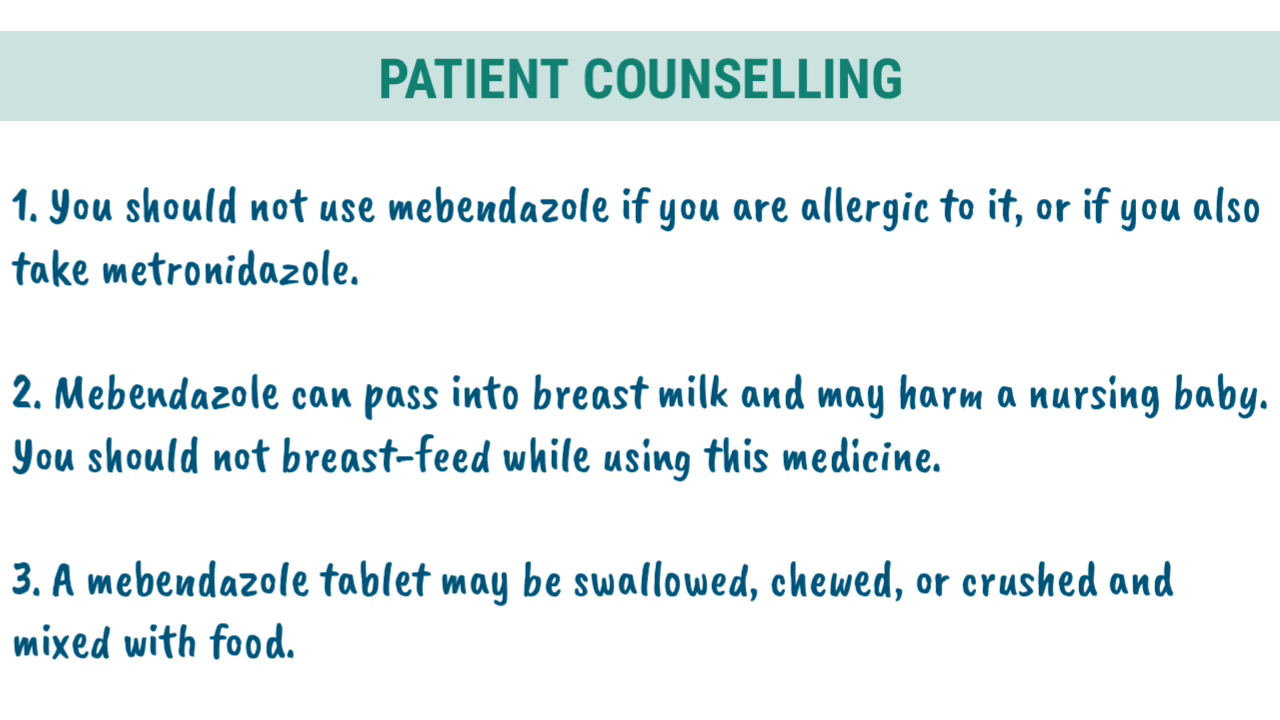 PATIENT COUNSELLING
1. You should not use mebendazole if you are allergic to it, or if you also
take metronidazole.
2. Mebendazole can pass into breast milk and may harm a nursing baby.
You should not breast-feed while using this medicine.
3. A mebendazole tablet may be swallowed, chewed, or crushed and
mixed with food.